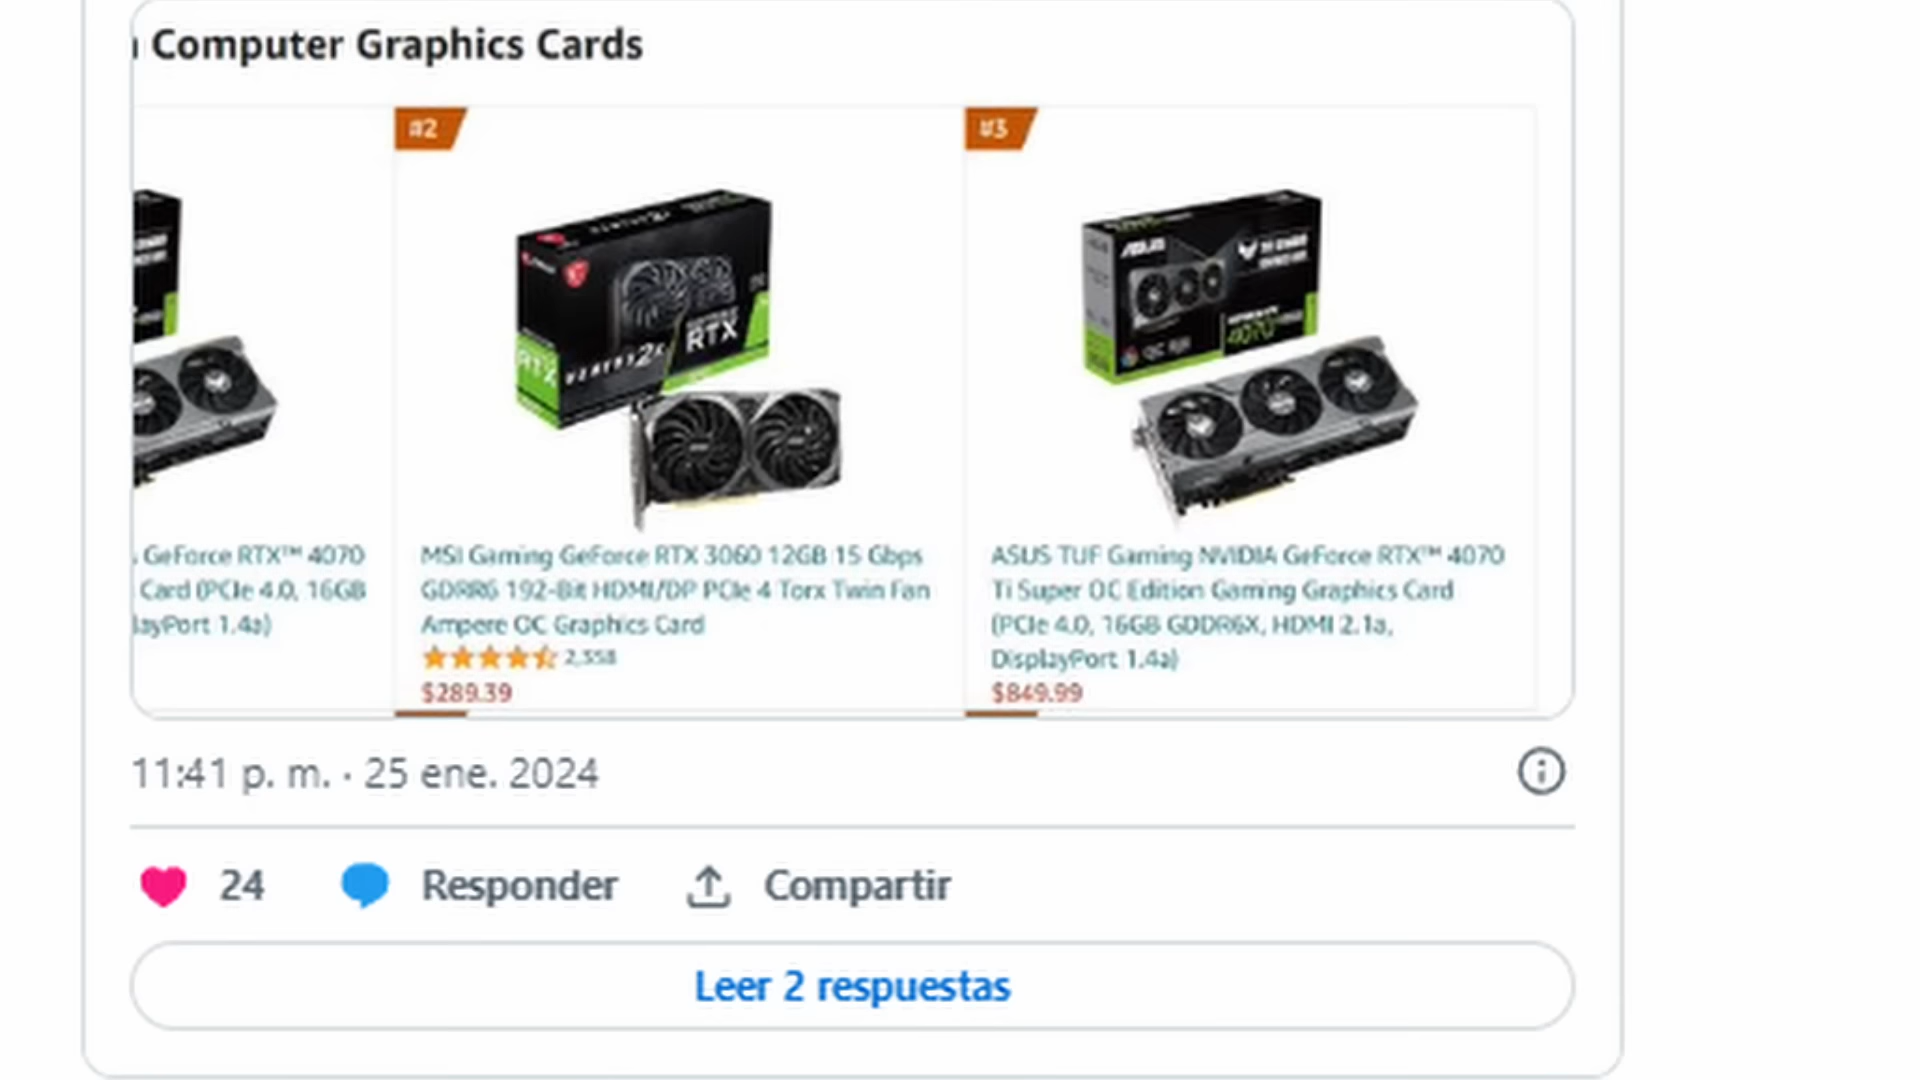 Computer Graphics Cards
#2
#3
ASUS
RTX
RTX
4070
GeForce RTX™ 4070
Card (PCIe 4.0, 16GB
layPort 1.4a)
MSI Gaming GeForce RTX 3060 12GB 15 Gbps
GDRR6 192-Bit HDMI/DP PCIe 4 Torx Twin Fan
Ampere OC Graphics Card
$289.39
ASUS TUF Gaming NVIDIA GeForce RTX™ 4070
Ti Super OC Edition Gaming Graphics Card
(PCIe 4.0, 16GB GDDR6X, HDMI 2.1a,
DisplayPort 1.4a)
$849.99
11:41 p. m. · 25 ene. 2024
24 Responder Compartir
Leer 2 respuestas